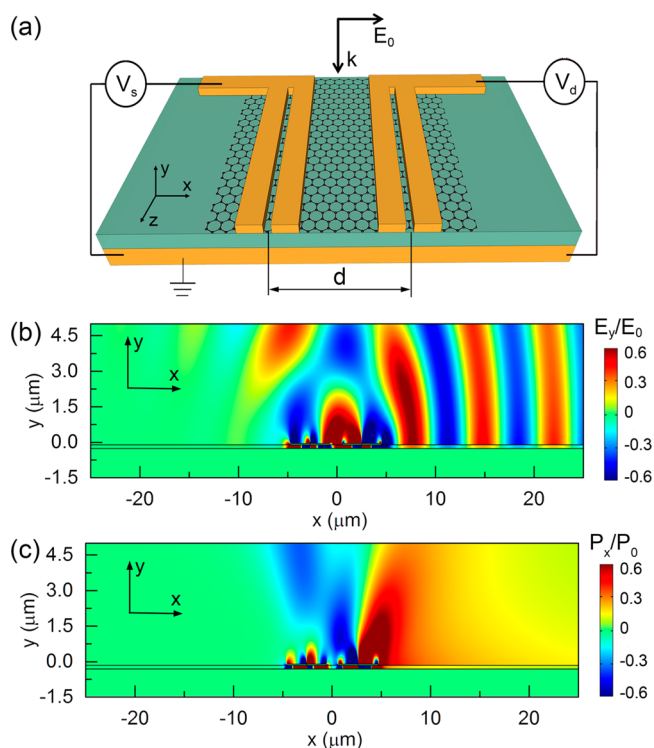 (a)
E₀
k
Vₛ
V_d
y
x
z
d
(b)
E_y/E₀
4.5
3.0
1.5
0.0
-1.5
y (μm)
y
x
0.6
0.3
0
-0.3
-0.6
-20 -10 0 10 20
x (μm)
(c)
Pₓ/P₀
4.5
3.0
1.5
0.0
-1.5
y (μm)
y
x
0.6
0.3
0
-0.3
-0.6
-20 -10 0 10 20
x (μm)